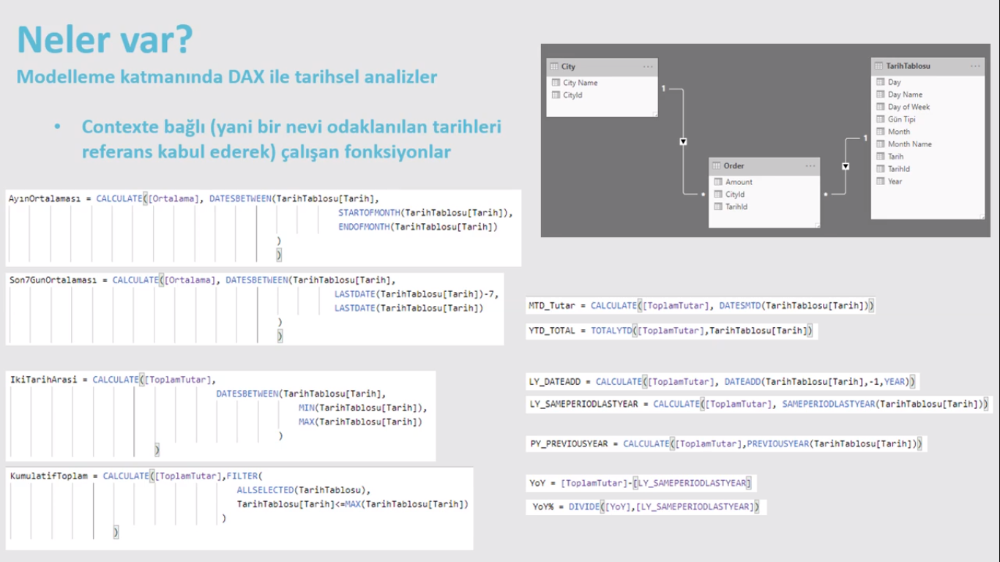 Neler var?
Modelleme katmanında DAX ile tarihsel analizler
• Contexte bağlı (yani bir nevi odaklanılan tarihleri
referans kabul ederek) çalışan fonksiyonlar
AyınOrtalaması = CALCULATE([Ortalama], DATESBETWEEN(TarihTablosu[Tarih],
STARTOFMONTH(TarihTablosu[Tarih]),
ENDOFMONTH(TarihTablosu[Tarih])
)
)
Son7GunOrtalaması = CALCULATE([Ortalama], DATESBETWEEN(TarihTablosu[Tarih],
LASTDATE(TarihTablosu[Tarih])-7,
LASTDATE(TarihTablosu[Tarih])
)
)
IkiTarihArasi = CALCULATE([ToplamTutar],
DATESBETWEEN(TarihTablosu[Tarih],
MIN(TarihTablosu[Tarih]),
MAX(TarihTablosu[Tarih])
)
)
KumulatifToplam = CALCULATE([ToplamTutar],FILTER(
ALLSELECTED(TarihTablosu),
TarihTablosu[Tarih]<=MAX(TarihTablosu[Tarih])
)
)
City
City Name
CityId
1
Order
Amount
CityId
TarihId
1
TarihTablosu
Day
Day Name
Day of Week
Gün Tipi
Month
Month Name
Tarih
TarihId
Year
MTD_Tutar = CALCULATE([ToplamTutar], DATESMTD(TarihTablosu[Tarih]))
YTD_TOTAL = TOTALYTD([ToplamTutar],TarihTablosu[Tarih])
LY_DATEADD = CALCULATE([ToplamTutar], DATEADD(TarihTablosu[Tarih],-1,YEAR))
LY_SAMEPERIODLASTYEAR = CALCULATE([ToplamTutar], SAMEPERIODLASTYEAR(TarihTablosu[Tarih]))
PY_PREVIOUSYEAR = CALCULATE([ToplamTutar],PREVIOUSYEAR(TarihTablosu[Tarih]))
YoY = [ToplamTutar]-[LY_SAMEPERIODLASTYEAR]
YoY% = DIVIDE([YoY],[LY_SAMEPERIODLASTYEAR])